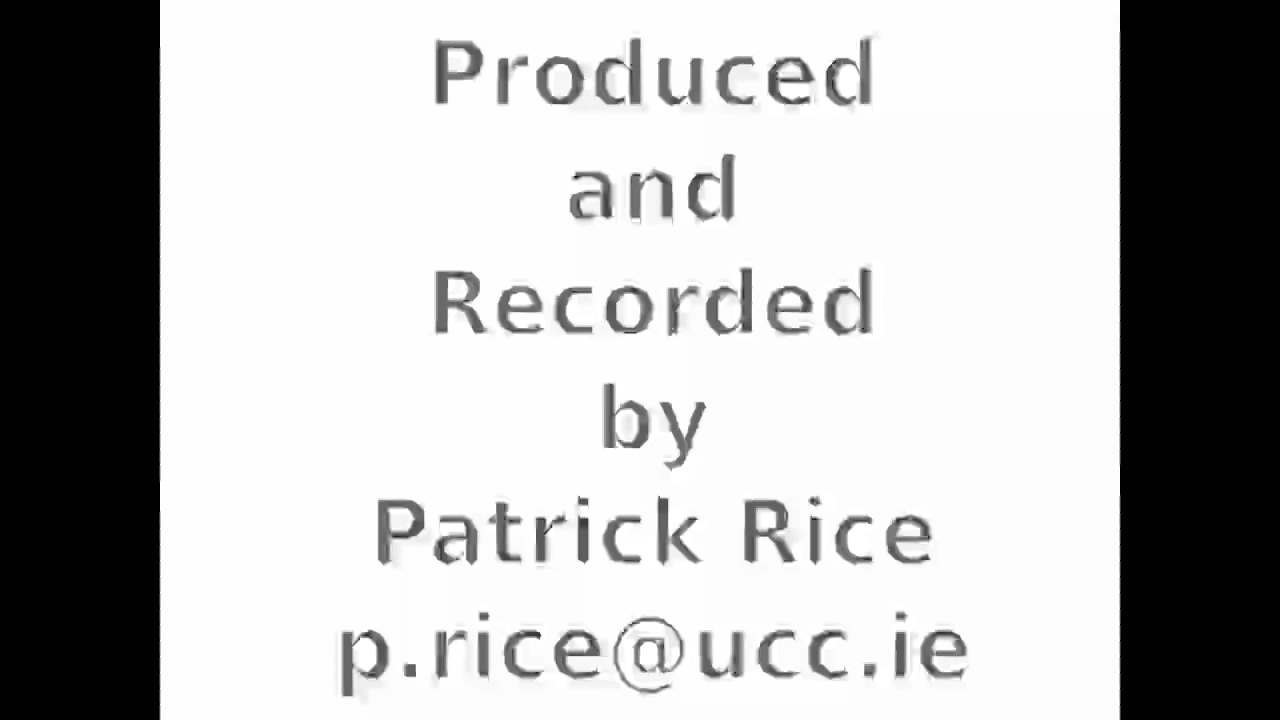 Produced
and
Recorded
by
Patrick Rice
p.rice@ucc.ie